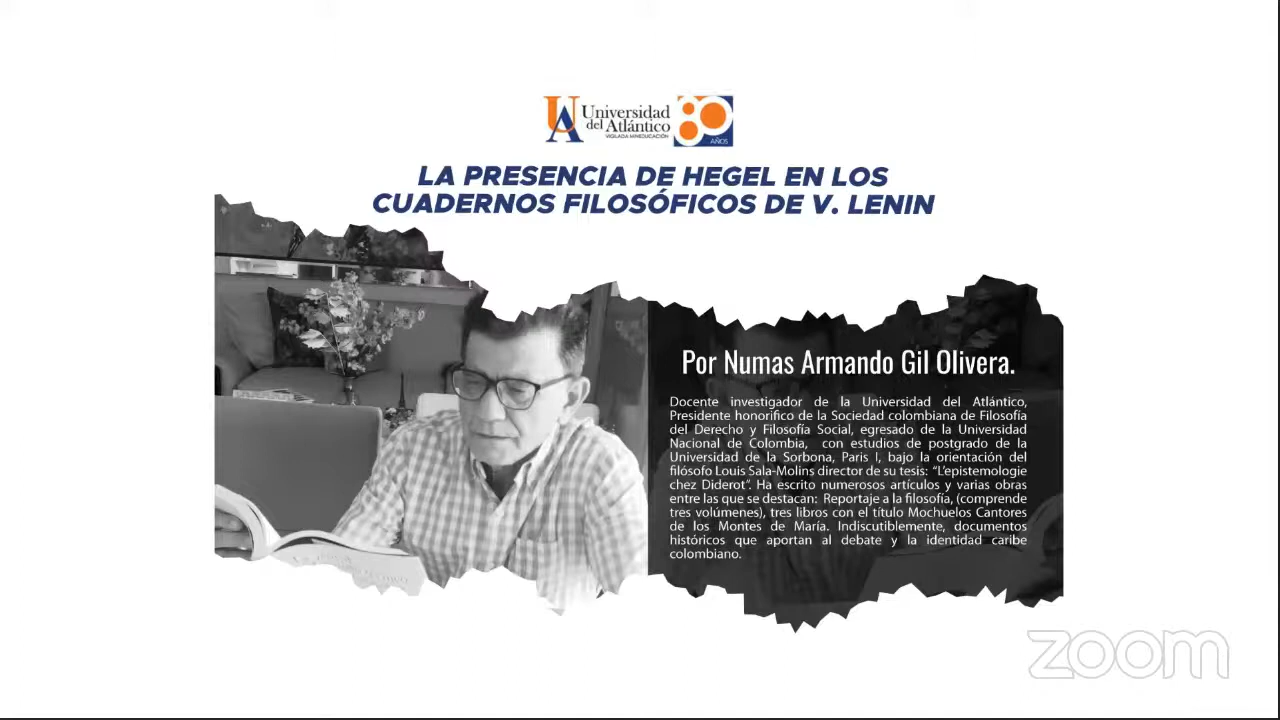 Universidad
del Atlántico
VIGILADA MINEDUCACIÓN
80
AÑOS
LA PRESENCIA DE HEGEL EN LOS
CUADERNOS FILOSÓFICOS DE V. LENIN
Por Numas Armando Gil Olivera.
Docente investigador de la Universidad del Atlántico,
Presidente honorifico de la Sociedad colombiana de Filosofía
del Derecho y Filosofía Social, egresado de la Universidad
Nacional de Colombia, con estudios de postgrado de la
Universidad de la Sorbona, Paris I, bajo la orientación del
filósofo Louis Sala-Molins director de su tesis: “L’epistemologie
chez Diderot”. Ha escrito numerosos artículos y varias obras
entre las que se destacan: Reportaje a la filosofía, (comprende
tres volúmenes), tres libros con el título Mochuelos Cantores
de los Montes de María. Indiscutiblemente, documentos
históricos que aportan al debate y la identidad caribe
colombiano.
zoom